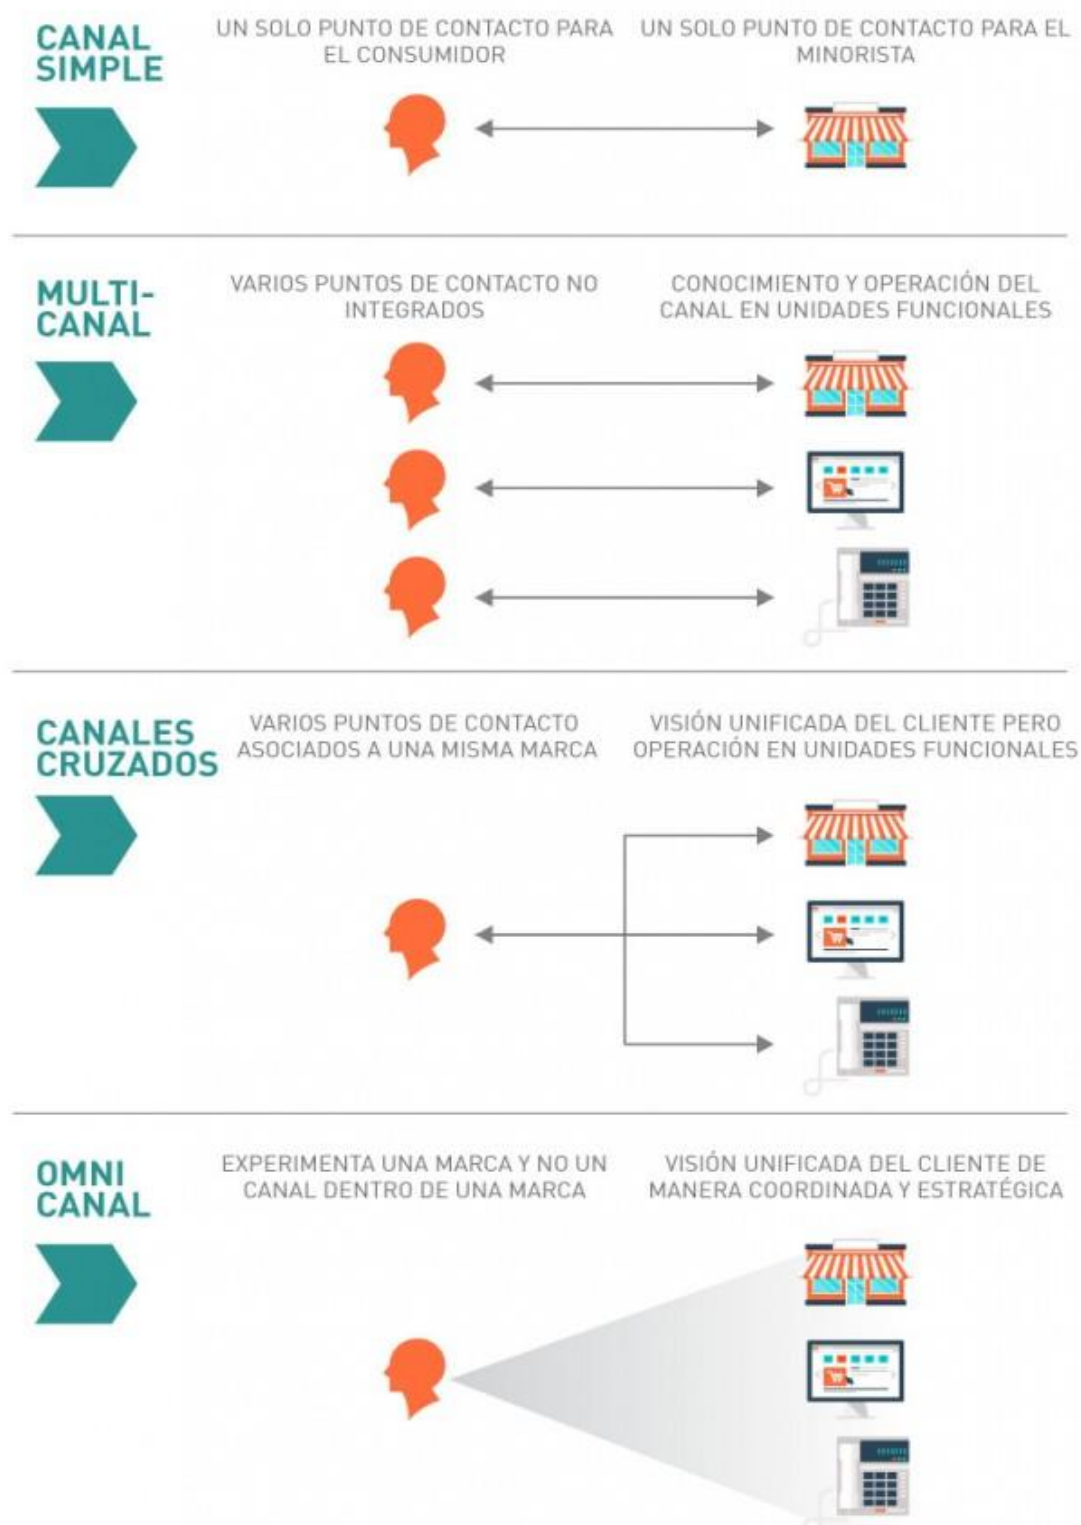 CANAL
SIMPLE
UN SOLO PUNTO DE CONTACTO PARA
EL CONSUMIDOR
UN SOLO PUNTO DE CONTACTO PARA EL
MINORISTA
MULTI-
CANAL
VARIOS PUNTOS DE CONTACTO NO
INTEGRADOS
CONOCIMIENTO Y OPERACIÓN DEL
CANAL EN UNIDADES FUNCIONALES
CANALES
CRUZADOS
VARIOS PUNTOS DE CONTACTO
ASOCIADOS A UNA MISMA MARCA
VISIÓN UNIFICADA DEL CLIENTE PERO
OPERACIÓN EN UNIDADES FUNCIONALES
OMNI
CANAL
EXPERIMENTA UNA MARCA Y NO UN
CANAL DENTRO DE UNA MARCA
VISIÓN UNIFICADA DEL CLIENTE DE
MANERA COORDINADA Y ESTRATÉGICA